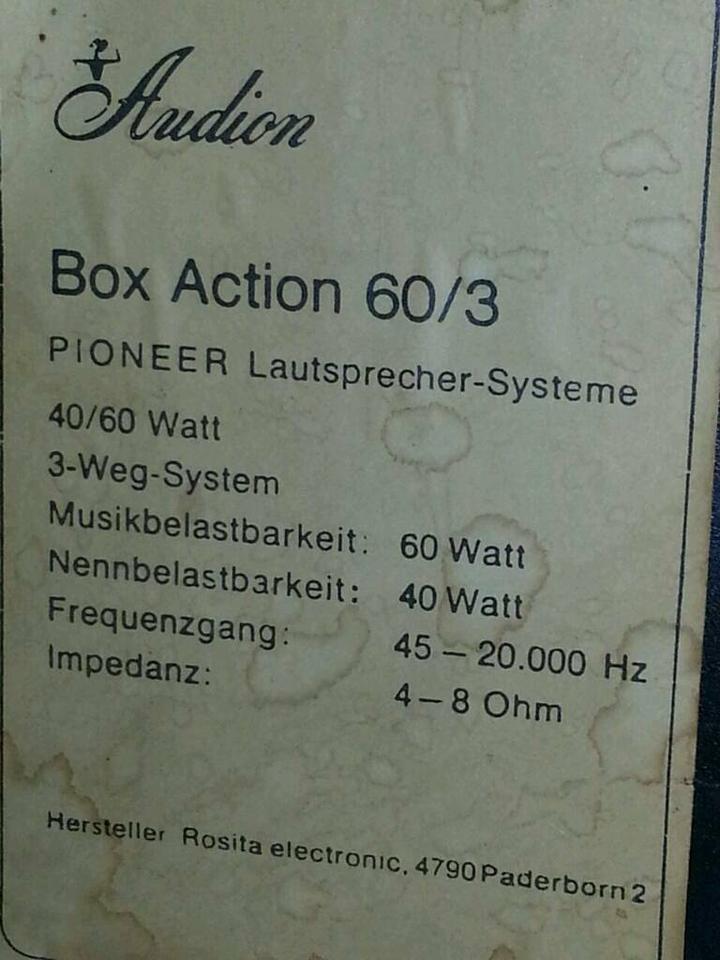 Audion
Box Action 60/3
PIONEER Lautsprecher-Systeme
40/60 Watt
3-Weg-System
Musikbelastbarkeit: 60 Watt
Nennbelastbarkeit: 40 Watt
Frequenzgang: 45 – 20.000 Hz
Impedanz: 4 – 8 Ohm
Hersteller Rosita electronic, 4790 Paderborn 2